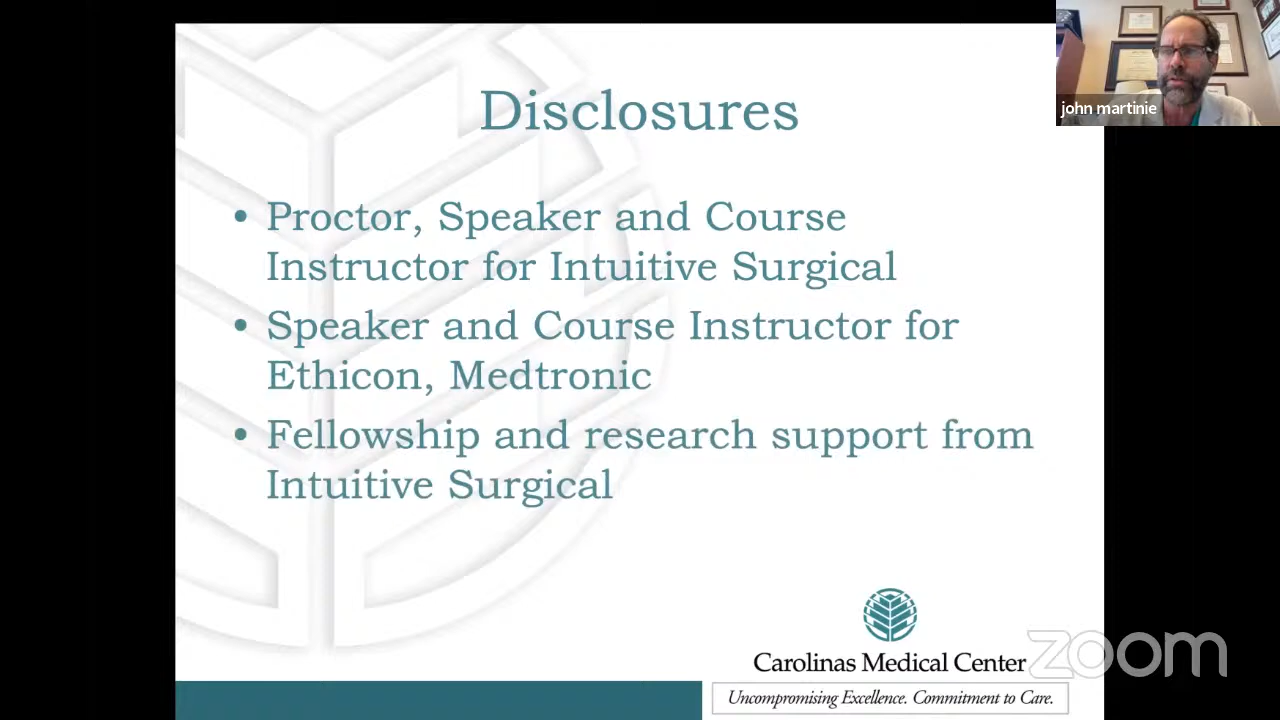 john martinie
Disclosures
• Proctor, Speaker and Course
Instructor for Intuitive Surgical
• Speaker and Course Instructor for
Ethicon, Medtronic
• Fellowship and research support from
Intuitive Surgical
Carolinas Medical Center
Uncompromising Excellence. Commitment to Care.
zoom